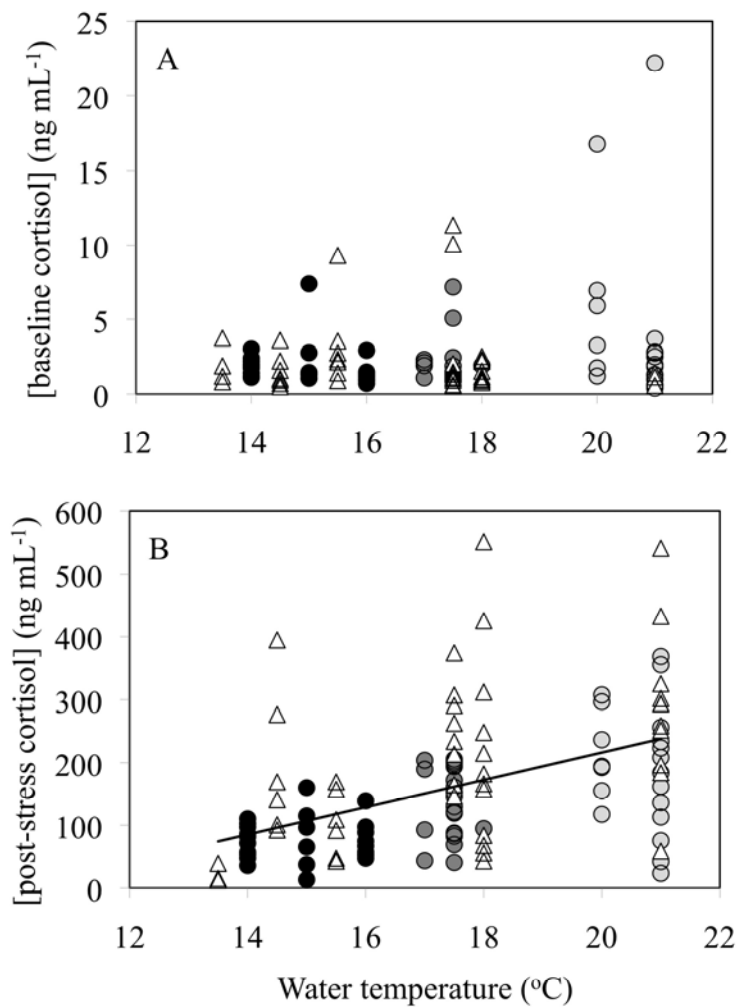 [baseline cortisol] (ng mL-1)
A
25
20
15
10
5
0
12 14 16 18 20 22
[post-stress cortisol] (ng mL-1)
B
600
500
400
300
200
100
0
12 14 16 18 20 22
Water temperature (oC)